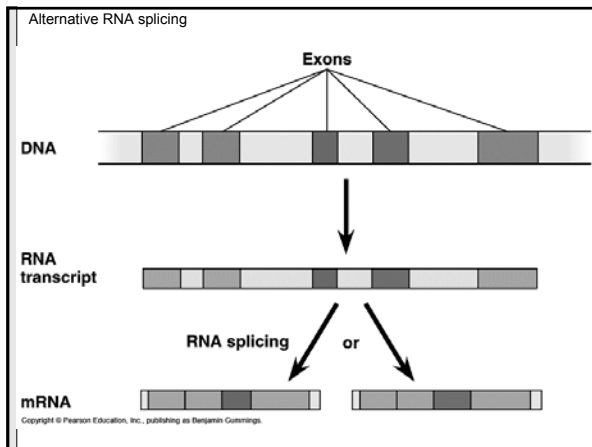 Alternative RNA splicing
Exons
DNA
RNA
transcript
RNA splicing or
mRNA
Copyright © Pearson Education, Inc., publishing as Benjamin Cummings.